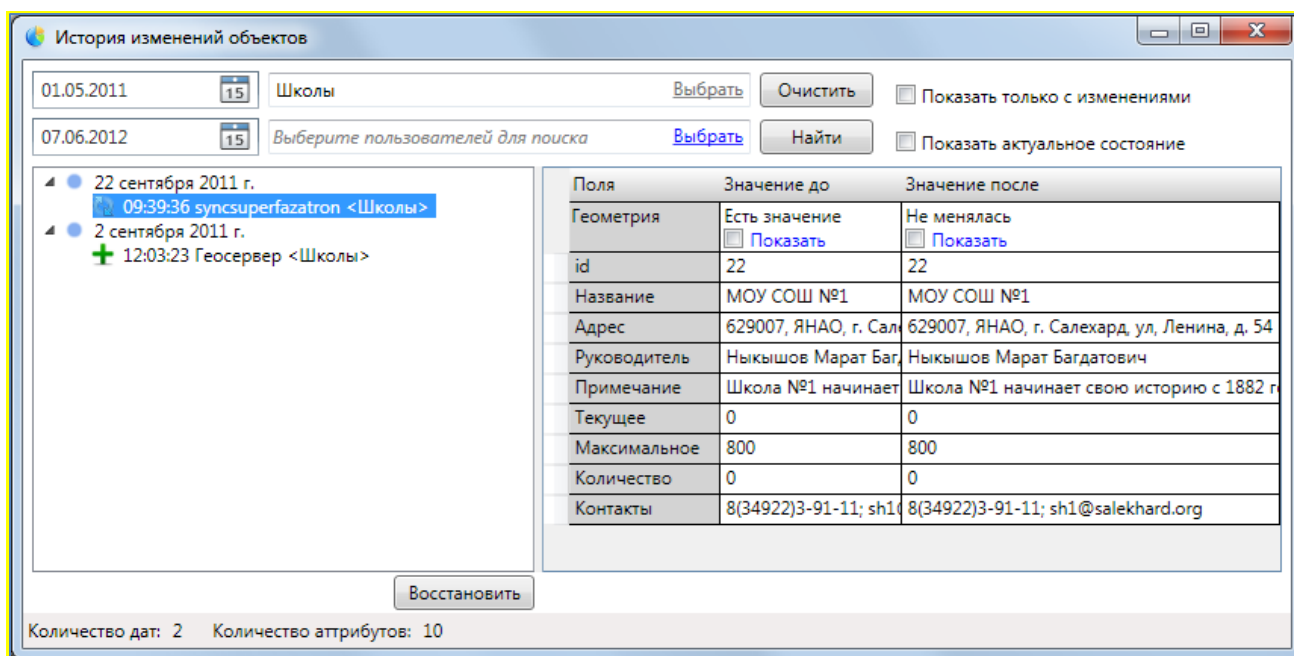 История изменений объектов
01.05.2011 15 Школы Выбрать Очистить Показать только с изменениями
07.06.2012 15 Выберите пользователей для поиска Выбрать Найти Показать актуальное состояние
22 сентября 2011 г.
09:39:36 syncsuperfazatron <Школы>
2 сентября 2011 г.
12:03:23 Геосервер <Школы>
Поля Значение до Значение после
Геометрия Есть значение Не менялась
Показать Показать
id 22 22
Название МОУ СОШ №1 МОУ СОШ №1
Адрес 629007, ЯНАО, г. Сал 629007, ЯНАО, г. Салехард, ул, Ленина, д. 54
Руководитель Ныкышов Марат Баг Ныкышов Марат Багдатович
Примечание Школа №1 начинает Школа №1 начинает свою историю с 1882 г
Текущее 0 0
Максимальное 800 800
Количество 0 0
Контакты 8(34922)3-91-11; sh1 8(34922)3-91-11; sh1@salekhard.org
Восстановить
Количество дат: 2 Количество аттрибутов: 10